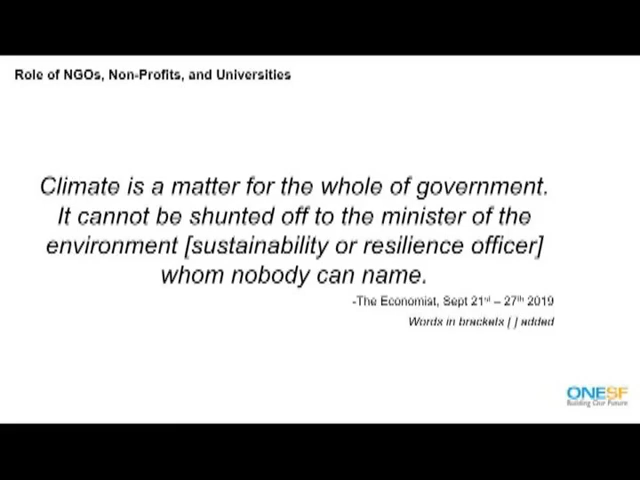 Role of NGOs, Non-Profits, and Universities
Climate is a matter for the whole of government.
It cannot be shunted off to the minister of the
environment [sustainability or resilience officer]
whom nobody can name.
-The Economist, Sept 21st – 27th 2019
Words in brackets [ ] added
ONESF
Building Our Future